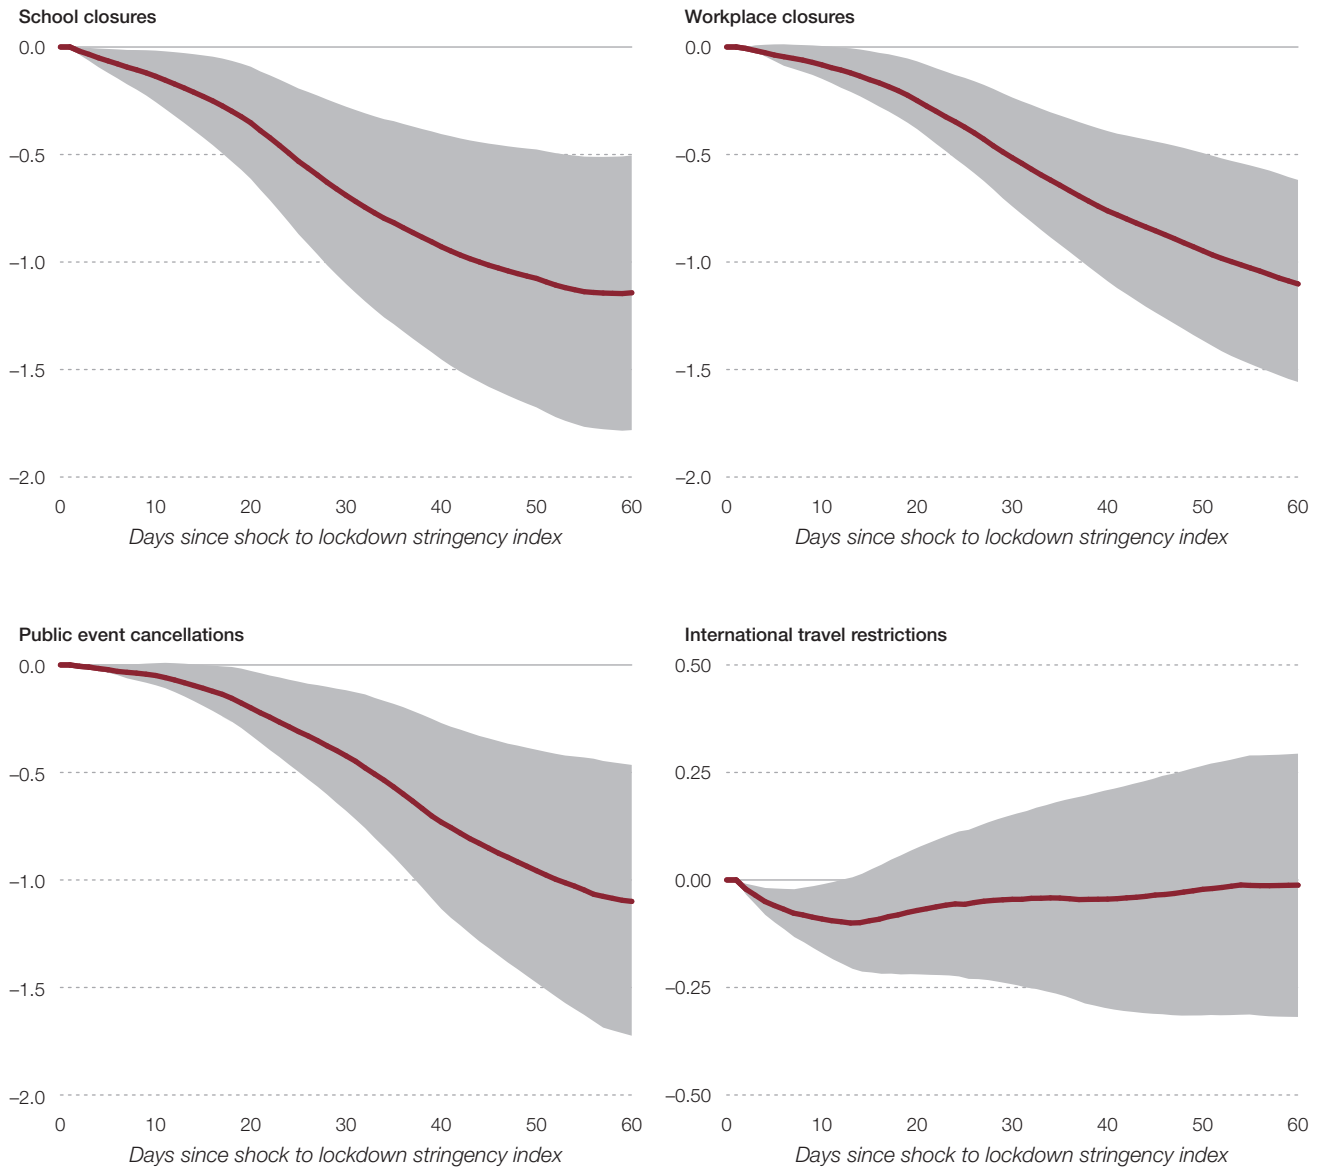 School closures
0.0
–0.5
–1.0
–1.5
–2.0
0 10 20 30 40 50 60
Days since shock to lockdown stringency index
Workplace closures
0.0
–0.5
–1.0
–1.5
–2.0
0 10 20 30 40 50 60
Days since shock to lockdown stringency index
Public event cancellations
0.0
–0.5
–1.0
–1.5
–2.0
0 10 20 30 40 50 60
Days since shock to lockdown stringency index
International travel restrictions
0.50
0.25
0.00
–0.25
–0.50
0 10 20 30 40 50 60
Days since shock to lockdown stringency index